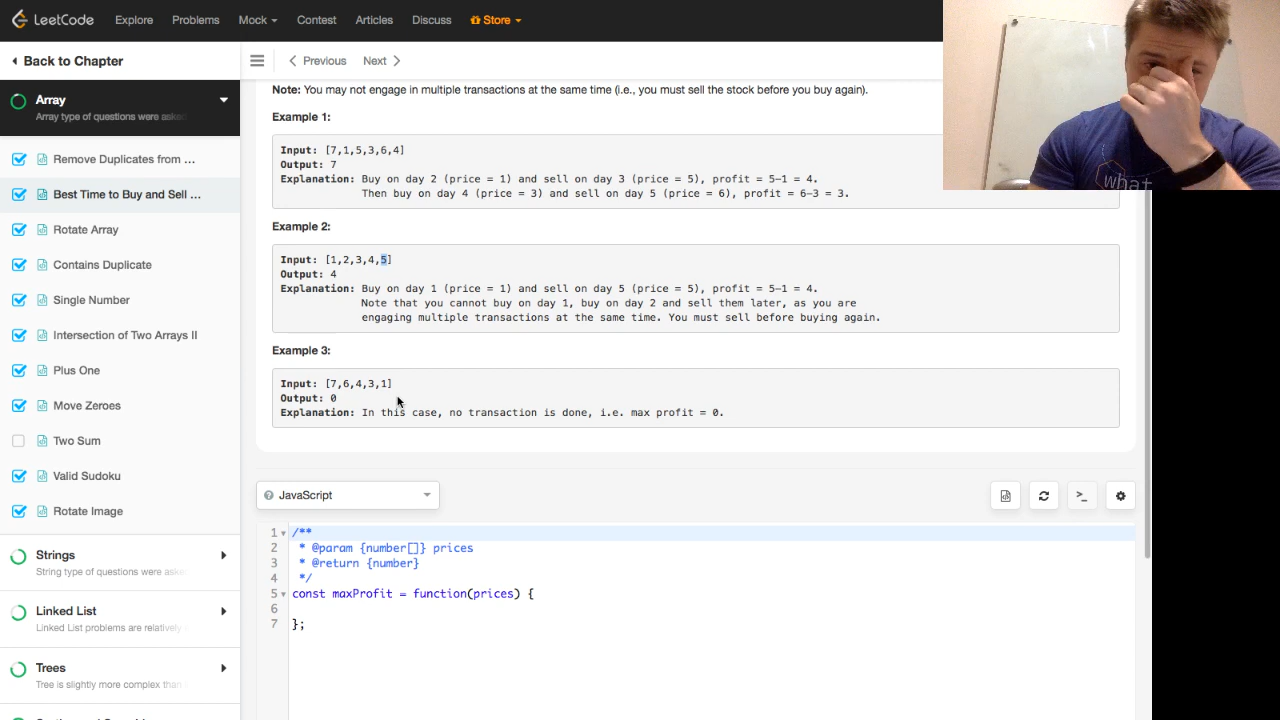 LeetCode
Explore
Problems
Mock
Contest
Articles
Discuss
Store
Back to Chapter
Previous
Next
Array
Array type of questions were aske
Remove Duplicates from ...
Best Time to Buy and Sell ...
Rotate Array
Contains Duplicate
Single Number
Intersection of Two Arrays II
Plus One
Move Zeroes
Two Sum
Valid Sudoku
Rotate Image
Strings
String type of questions were aske
Linked List
Linked List problems are relatively
Trees
Tree is slightly more complex than
Note: You may not engage in multiple transactions at the same time (i.e., you must sell the stock before you buy again).
Example 1:
Input: [7,1,5,3,6,4]
Output: 7
Explanation: Buy on day 2 (price = 1) and sell on day 3 (price = 5), profit = 5-1 = 4.
Then buy on day 4 (price = 3) and sell on day 5 (price = 6), profit = 6-3 = 3.
Example 2:
Input: [1,2,3,4,5]
Output: 4
Explanation: Buy on day 1 (price = 1) and sell on day 5 (price = 5), profit = 5-1 = 4.
Note that you cannot buy on day 1, buy on day 2 and sell them later, as you are
engaging multiple transactions at the same time. You must sell before buying again.
Example 3:
Input: [7,6,4,3,1]
Output: 0
Explanation: In this case, no transaction is done, i.e. max profit = 0.
? JavaScript
>_
1 /**
2 * @param {number[]} prices
3 * @return {number}
4 */
5 const maxProfit = function(prices) {
6
7 };
what